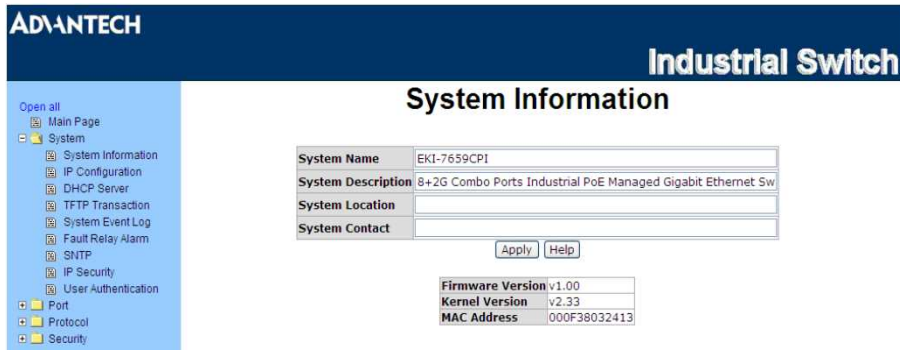 ADVANTECH
Industrial Switch
Open all
Main Page
System
System Information
IP Configuration
DHCP Server
TFTP Transaction
System Event Log
Fault Relay Alarm
SNTP
IP Security
User Authentication
Port
Protocol
Security
System Information
System Name EKI-7659CPI
System Description 8+2G Combo Ports Industrial PoE Managed Gigabit Ethernet Sw
System Location
System Contact
Apply Help
Firmware Version v1.00
Kernel Version v2.33
MAC Address 000F38032413